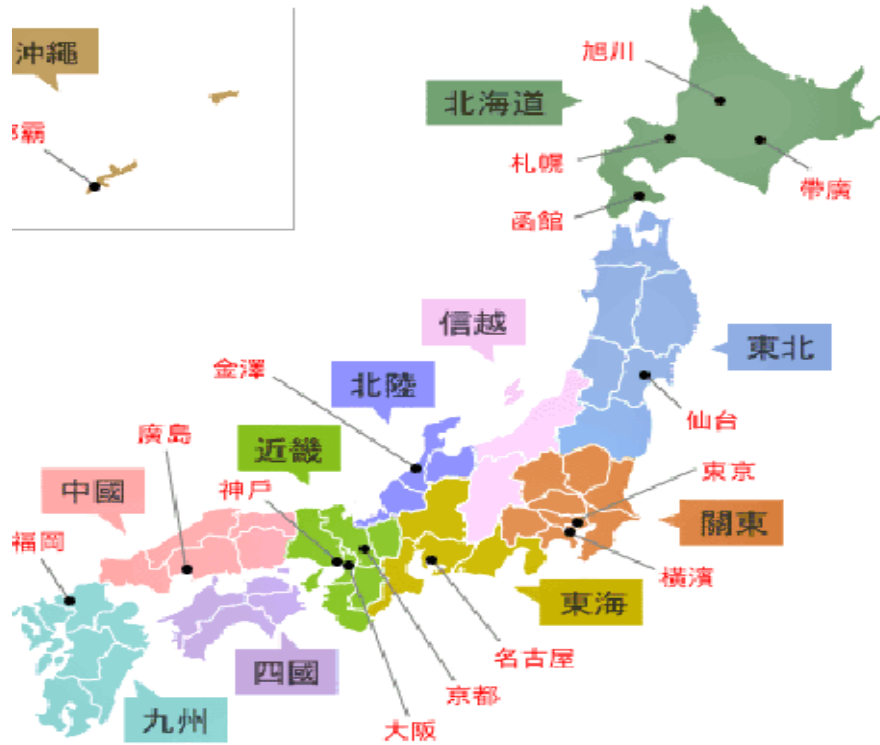 沖繩
霸
北海道
旭川
札幌
帶廣
函館
信越
東北
金澤
北陸
仙台
廣島
近畿
東京
中國
神戶
關東
福岡
橫濱
東海
名古屋
四國
京都
九州
大阪